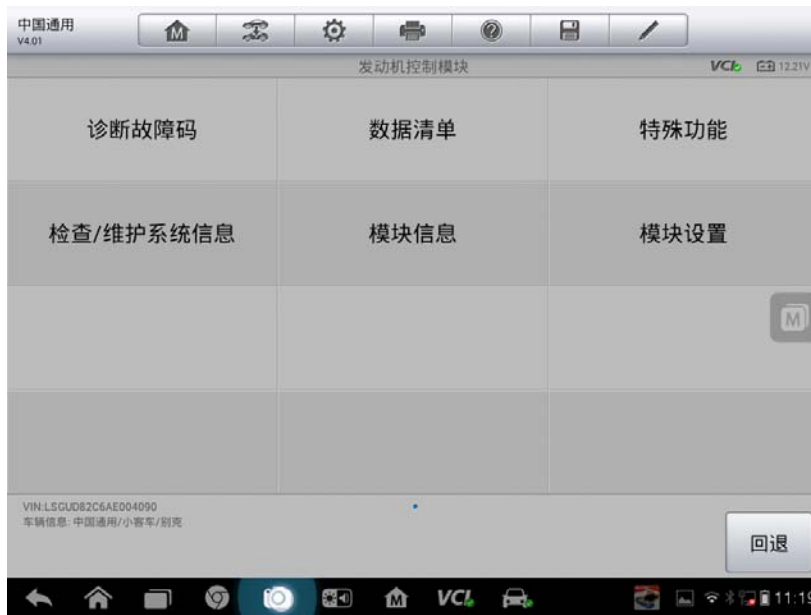 中国通用
V4.01
M
发动机控制模块
VCI 12.21V
诊断故障码
数据清单
特殊功能
检查/维护系统信息
模块信息
模块设置
M
VIN:LSGUD82C6AE004090
车辆信息: 中国通用/小客车/别克
回退
M
VCI
11:19